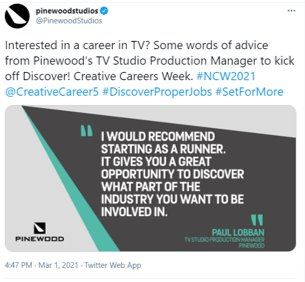 pinewoodstudios
@PinewoodStudios
Interested in a career in TV? Some words of advice
from Pinewood's TV Studio Production Manager to kick
off Discover! Creative Careers Week. #NCW2021
@CreativeCareer5 #DiscoverProperJobs #SetForMore
I WOULD RECOMMEND
STARTING AS A RUNNER.
IT GIVES YOU A GREAT
OPPORTUNITY TO DISCOVER
WHAT PART OF THE
INDUSTRY YOU WANT TO BE
INVOLVED IN.
PAUL LOBBAN
TV STUDIO PRODUCTION MANAGER
PINEWOOD
PINEWOOD
4:47 PM · Mar 1, 2021 · Twitter Web App